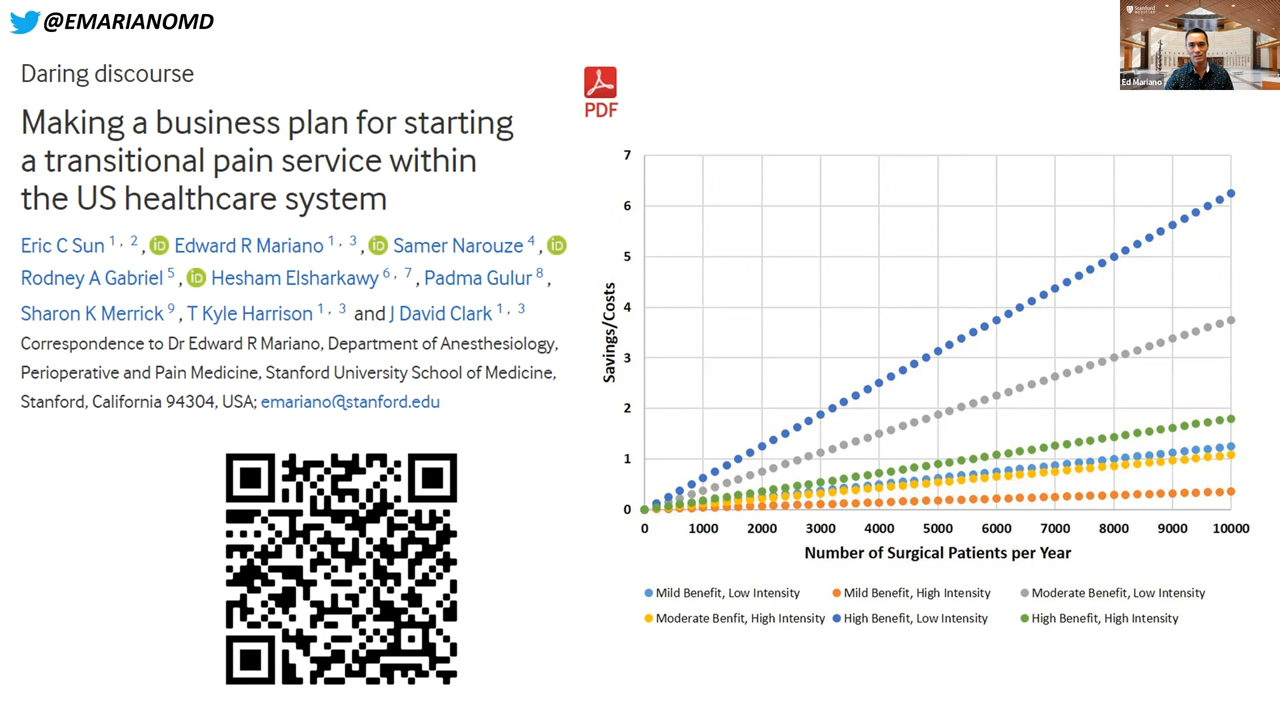 @EMARIANOMD
Stanford
MEDICINE
Ed Mariano
Daring discourse
PDF
Making a business plan for starting
a transitional pain service within
the US healthcare system
Eric C Sun 1, 2, iD Edward R Mariano 1, 3, iD Samer Narouze 4, iD
Rodney A Gabriel 5, iD Hesham Elsharkawy 6, 7, Padma Gulur 8,
Sharon K Merrick 9, T Kyle Harrison 1, 3 and J David Clark 1, 3
Correspondence to Dr Edward R Mariano, Department of Anesthesiology,
Perioperative and Pain Medicine, Stanford University School of Medicine,
Stanford, California 94304, USA; emariano@stanford.edu
Savings/Costs
7
6
5
4
3
2
1
0
0 1000 2000 3000 4000 5000 6000 7000 8000 9000 10000
Number of Surgical Patients per Year
Mild Benefit, Low Intensity
Mild Benefit, High Intensity
Moderate Benefit, Low Intensity
Moderate Benfit, High Intensity
High Benefit, Low Intensity
High Benefit, High Intensity